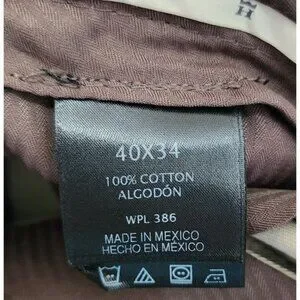 40X34
100% COTTON
ALGODÓN
WPL 386
MADE IN MEXICO
HECHO EN MÉXICO